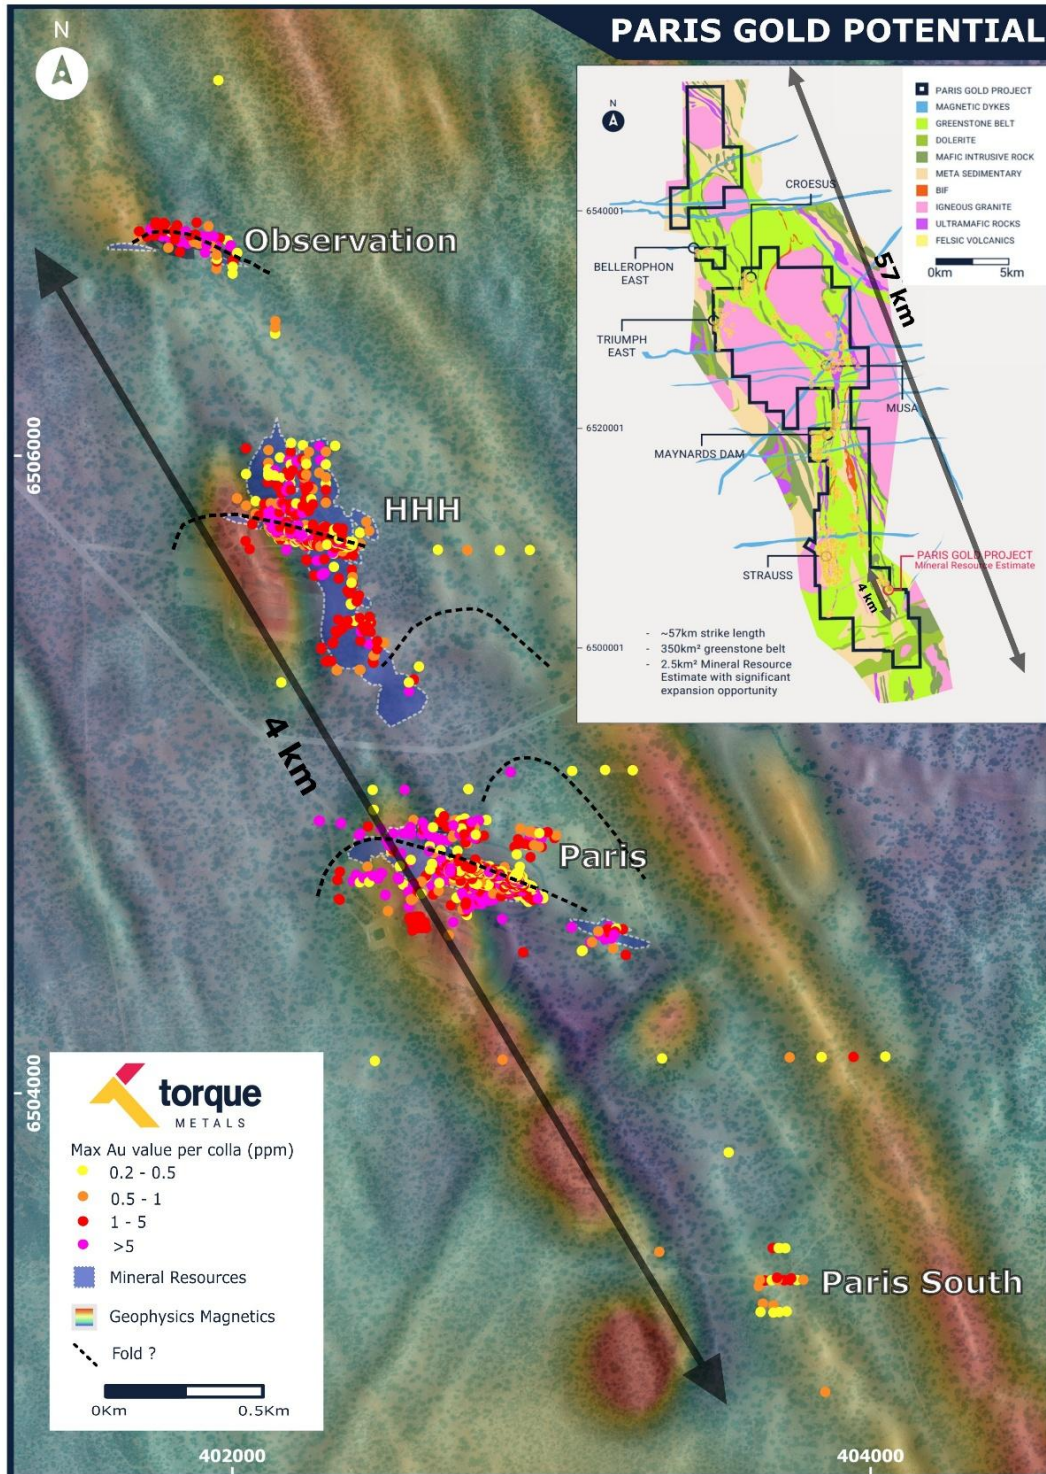 PARIS GOLD POTENTIAL
N
Observation
HHH
4 km
Paris
Paris South
6506000
6504000
402000
404000
N
CROESUS
6540001
BELLEROPHON
EAST
TRIUMPH
EAST
57 km
MUSA
6520001
MAYNARDS DAM
STRAUSS
PARIS GOLD PROJECT
Mineral Resource Estimate
4 km
6500001
- ~57km strike length
- 350km² greenstone belt
- 2.5km² Mineral Resource
Estimate with significant
expansion opportunity
PARIS GOLD PROJECT
MAGNETIC DYKES
GREENSTONE BELT
DOLERITE
MAFIC INTRUSIVE ROCK
META SEDIMENTARY
BIF
IGNEOUS GRANITE
ULTRAMAFIC ROCKS
FELSIC VOLCANICS
0km 5km
torque
METALS
Max Au value per colla (ppm)
0.2 - 0.5
0.5 - 1
1 - 5
>5
Mineral Resources
Geophysics Magnetics
Fold ?
0Km 0.5Km